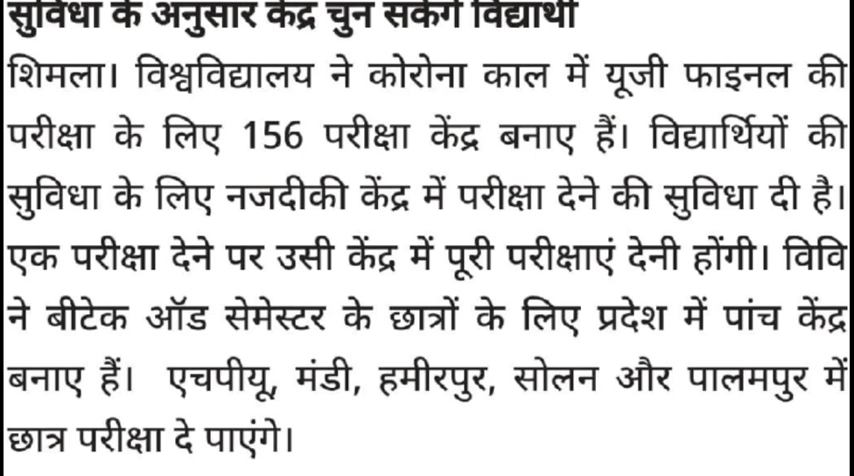 सुविधा के अनुसार केंद्र चुन सकेंगे विद्यार्थी
शिमला। विश्वविद्यालय ने कोरोना काल में यूजी फाइनल की
परीक्षा के लिए 156 परीक्षा केंद्र बनाए हैं। विद्यार्थियों की
सुविधा के लिए नजदीकी केंद्र में परीक्षा देने की सुविधा दी है।
एक परीक्षा देने पर उसी केंद्र में पूरी परीक्षाएं देनी होंगी। विवि
ने बीटेक ऑड सेमेस्टर के छात्रों के लिए प्रदेश में पांच केंद्र
बनाए हैं। एचपीयू, मंडी, हमीरपुर, सोलन और पालमपुर में
छात्र परीक्षा दे पाएंगे।